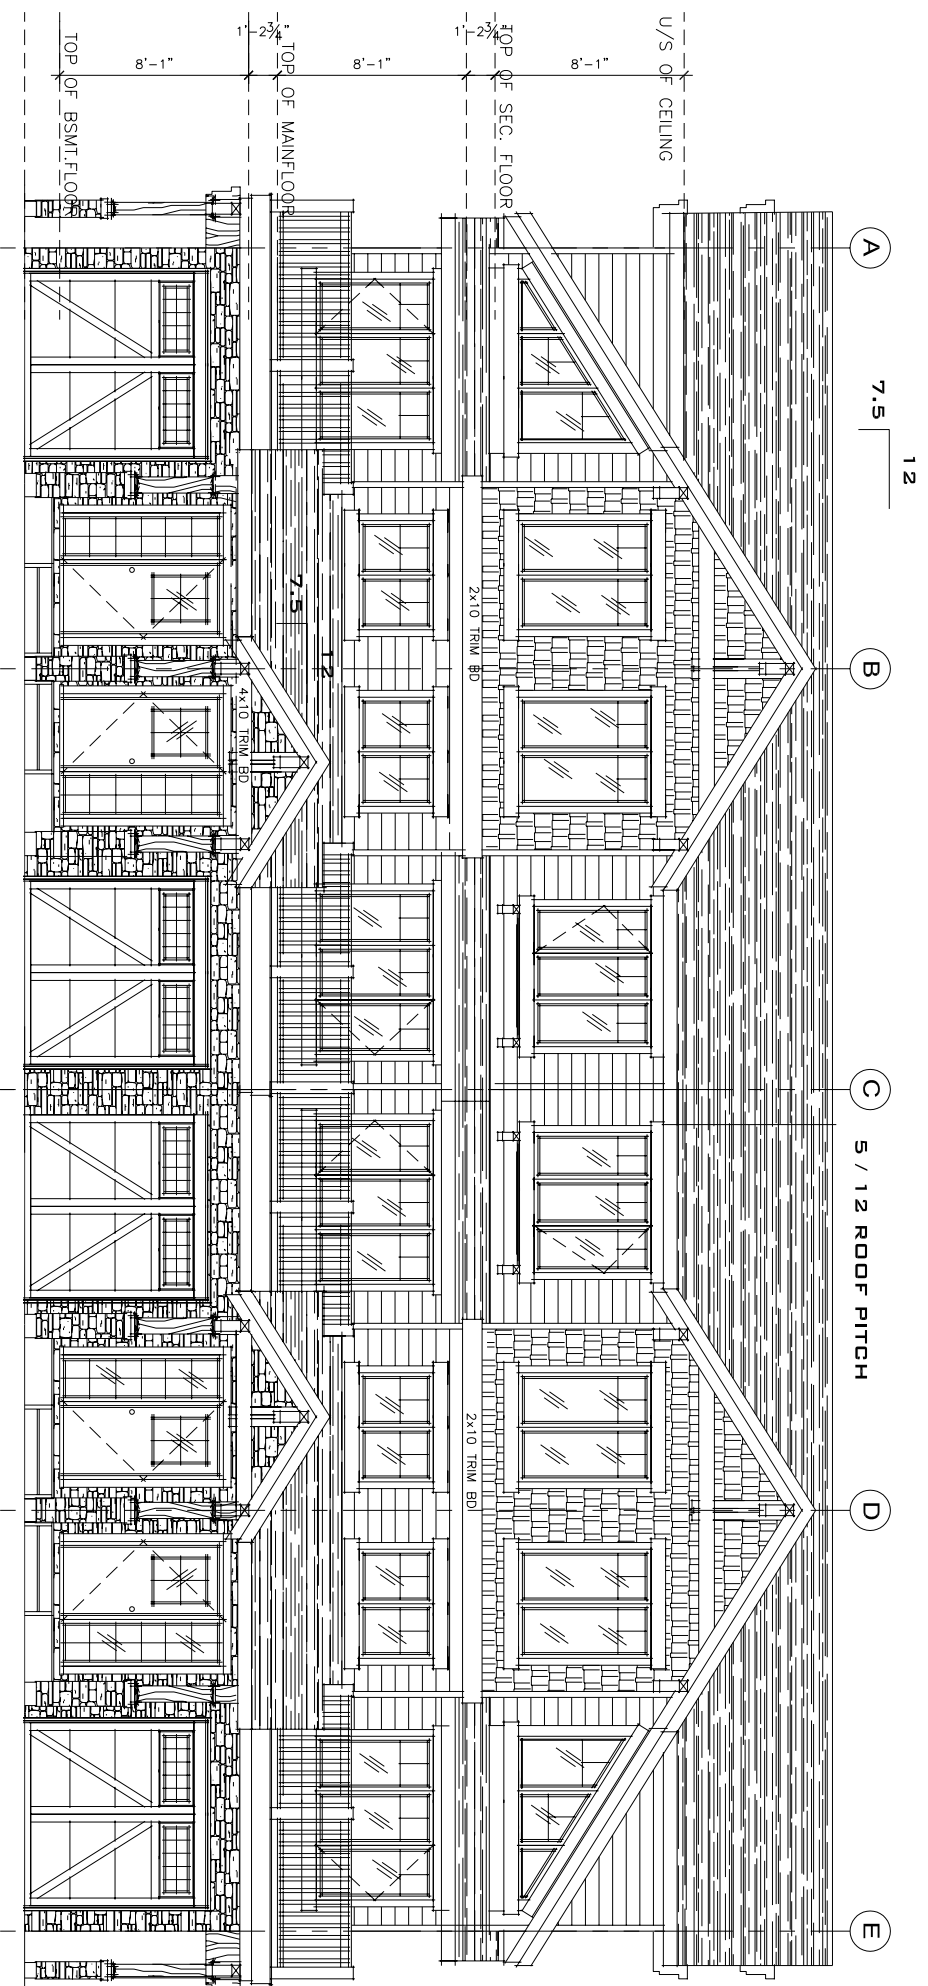 A
B
C
D
E
7.5
12
5 / 12 ROOF PITCH
U/S OF CEILING
8'-1"
TOP OF SEC. FLOOR
1'-2¾"
8'-1"
TOP OF MAINFLOOR
1'-2¾"
8'-1"
TOP OF BSMT.FLOOR
2x10 TRIM BD
2x10 TRIM BD
7.5
12
4x10 TRIM BD